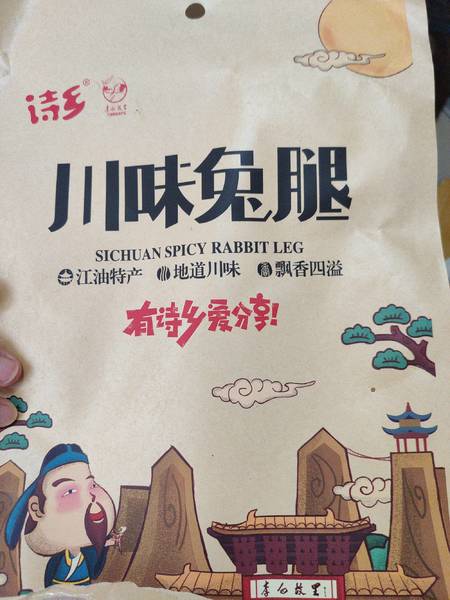 诗乡®
川味兔腿
SICHUAN SPICY RABBIT LEG
江油特产 地道川味 飘香四溢
有诗乡爱分享!
李白故里